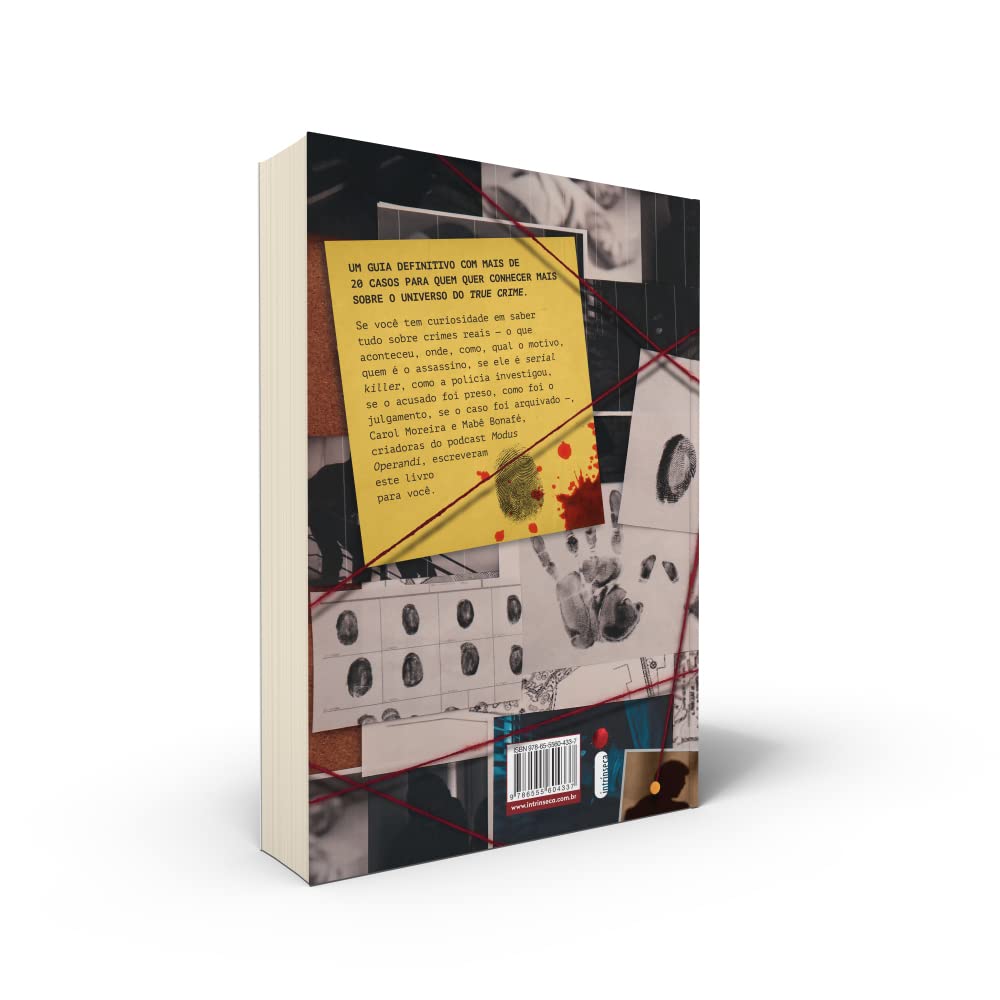 UM GUIA DEFINITIVO COM MAIS DE
20 CASOS PARA QUEM QUER CONHECER MAIS
SOBRE O UNIVERSO DO TRUE CRIME.
Se você tem curiosidade em saber
tudo sobre crimes reais — o que
aconteceu, onde, como, qual o motivo,
quem é o assassino, se ele é serial
killer, como a polícia investigou,
se o acusado foi preso, como foi o
julgamento, se o caso foi arquivado —,
Carol Moreira e Mabê Bonafé,
criadoras do podcast Modus
Operandi, escreveram
este livro
para você.
ISBN 978-65-5560-433-7
9 786555 604337
www.intrinseca.com.br
intrínseca